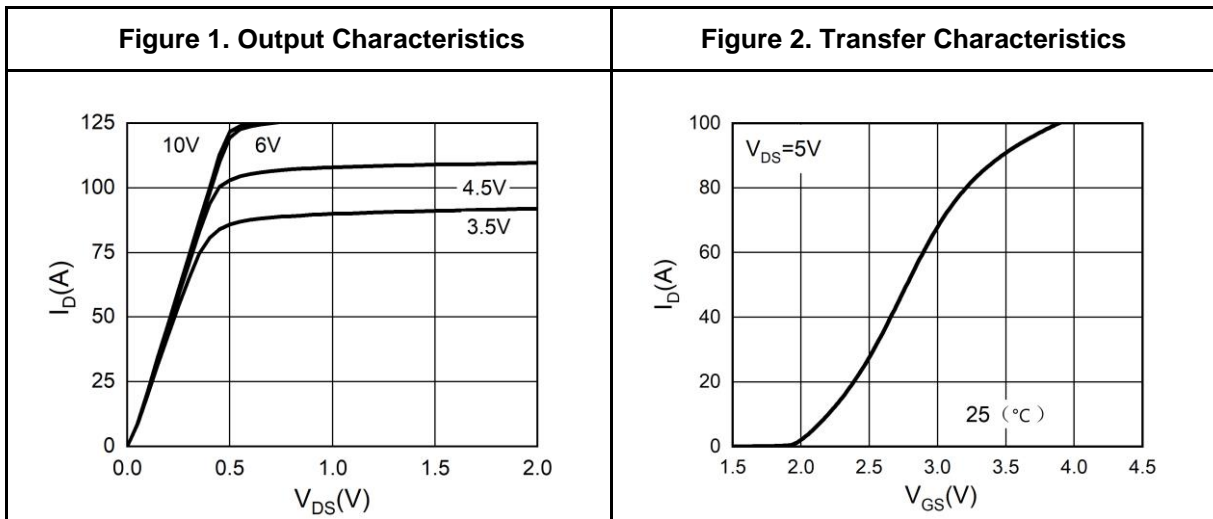 Figure 1. Output Characteristics
125
100
75
50
25
0
I_D(A)
10V
6V
4.5V
3.5V
0.0
0.5
1.0
1.5
2.0
V_DS(V)
Figure 2. Transfer Characteristics
100
80
60
40
20
0
I_D(A)
V_DS=5V
25（℃）
1.5
2.0
2.5
3.0
3.5
4.0
4.5
V_GS(V)